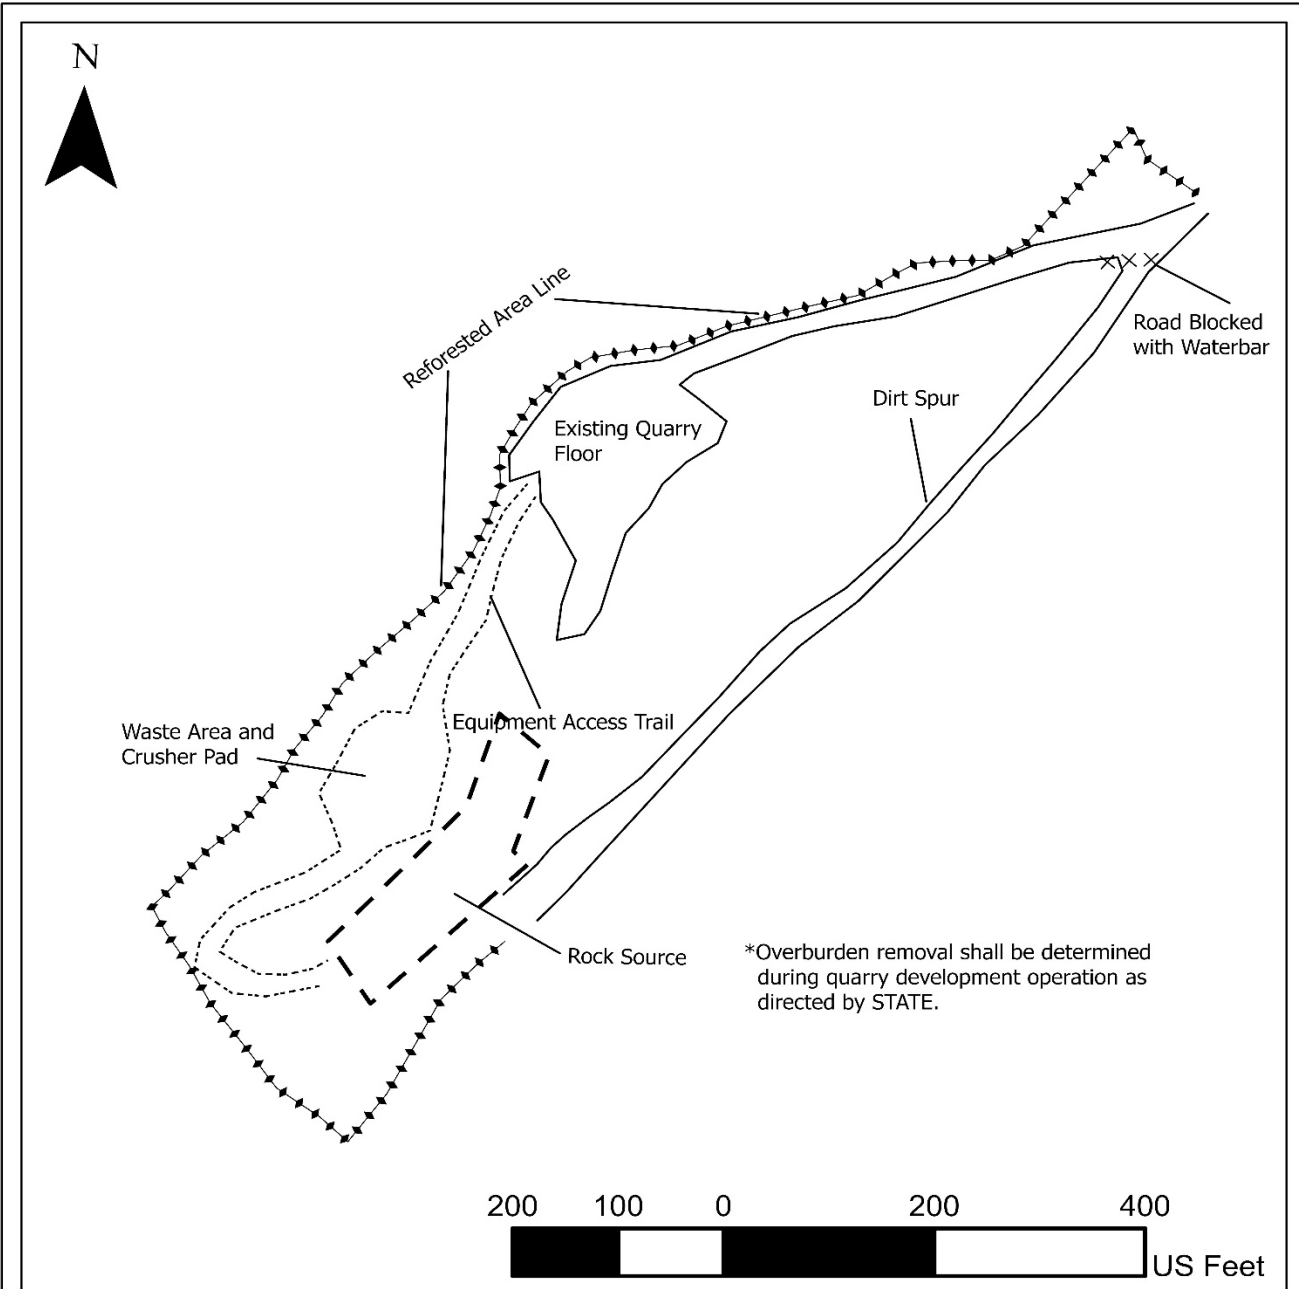 N
Reforested Area Line
Road Blocked
with Waterbar
Dirt Spur
Existing Quarry
Floor
Equipment Access Trail
Waste Area and
Crusher Pad
Rock Source
*Overburden removal shall be determined
during quarry development operation as
directed by STATE.
200 100 0 200 400
US Feet